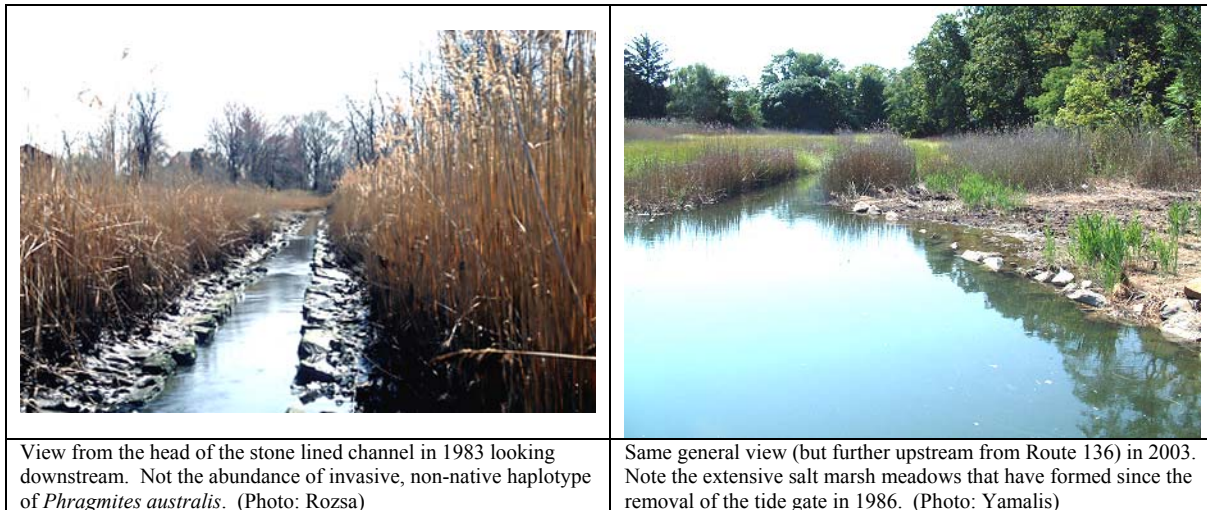 View from the head of the stone lined channel in 1983 looking
downstream. Not the abundance of invasive, non-native haplotype
of Phragmites australis. (Photo: Rozsa)
Same general view (but further upstream from Route 136) in 2003.
Note the extensive salt marsh meadows that have formed since the
removal of the tide gate in 1986. (Photo: Yamalis)